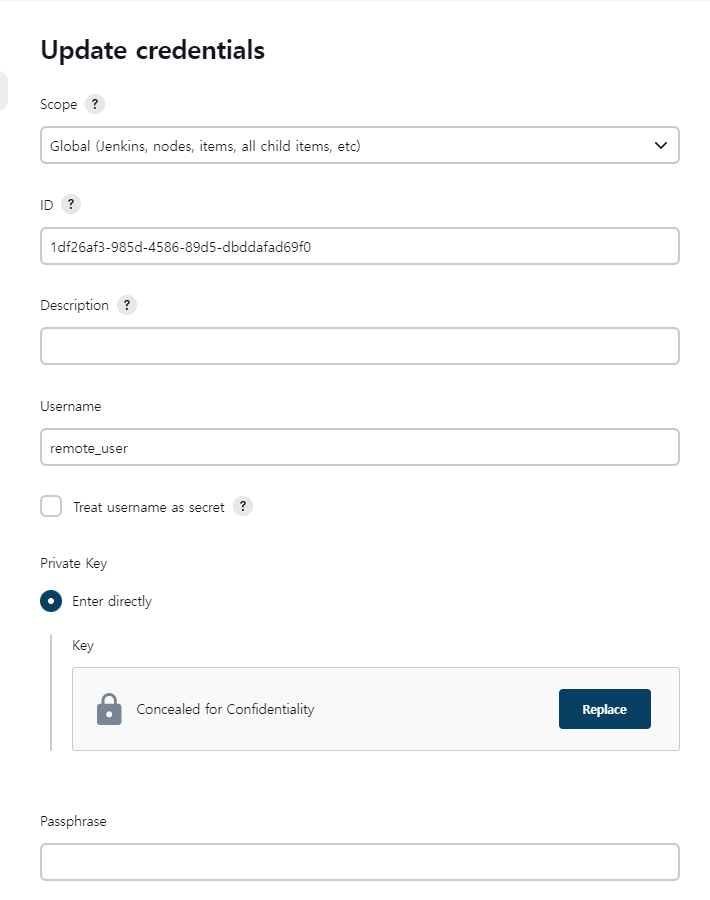 Update credentials
Scope ?
Global (Jenkins, nodes, items, all child items, etc)
ID ?
1df26af3-985d-4586-89d5-dbddafad69f0
Description ?
Username
remote_user
Treat username as secret ?
Private Key
Enter directly
Key
Concealed for Confidentiality
Replace
Passphrase